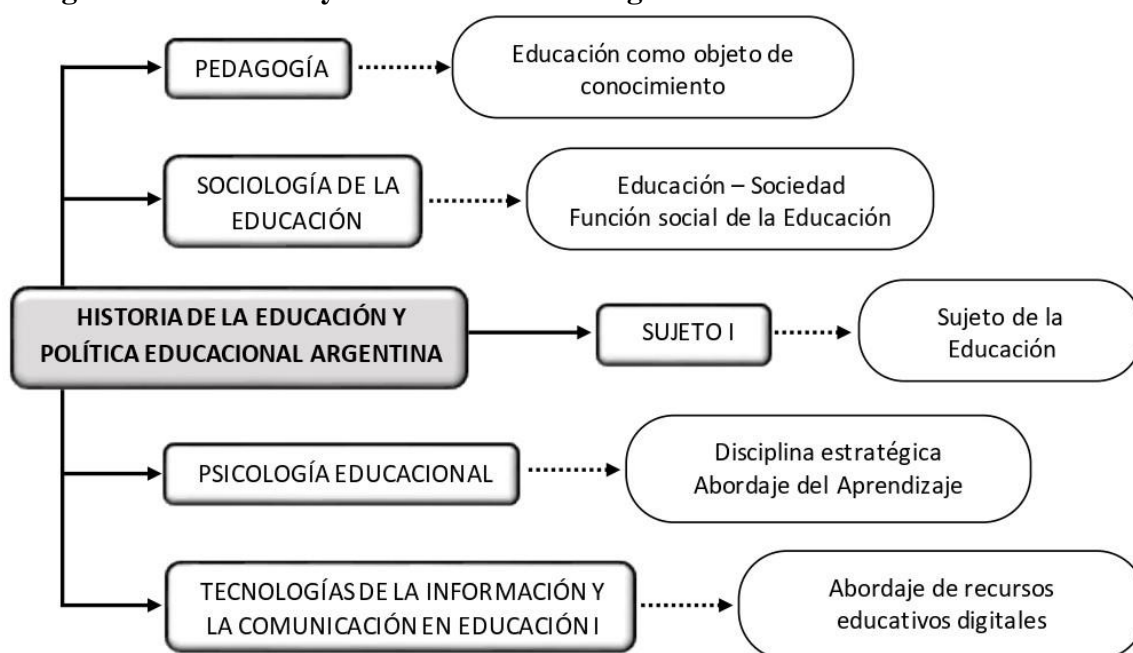 PEDAGOGÍA
Educación como objeto de
conocimiento
SOCIOLOGÍA DE LA
EDUCACIÓN
Educación – Sociedad
Función social de la Educación
HISTORIA DE LA EDUCACIÓN Y
POLÍTICA EDUCACIONAL ARGENTINA
SUJETO I
Sujeto de la
Educación
PSICOLOGÍA EDUCACIONAL
Disciplina estratégica
Abordaje del Aprendizaje
TECNOLOGÍAS DE LA INFORMACIÓN Y
LA COMUNICACIÓN EN EDUCACIÓN I
Abordaje de recursos
educativos digitales